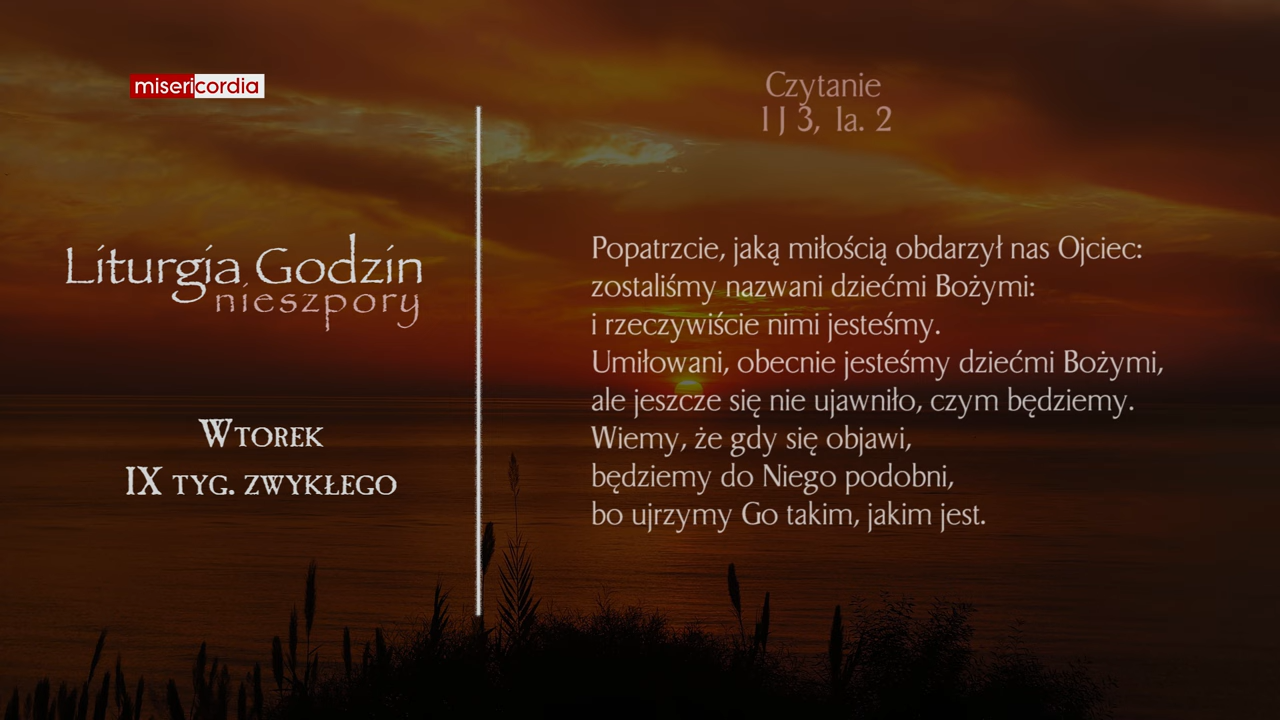 misericordia
Czytanie
1 J 3, 1a. 2
Liturgia Godzin
nieszpory
Wtorek
IX tyg. zwykłego
Popatrzcie, jaką miłością obdarzył nas Ojciec:
zostaliśmy nazwani dziećmi Bożymi:
i rzeczywiście nimi jesteśmy.
Umiłowani, obecnie jesteśmy dziećmi Bożymi,
ale jeszcze się nie ujawniło, czym będziemy.
Wiemy, że gdy się objawi,
będziemy do Niego podobni,
bo ujrzymy Go takim, jakim jest.